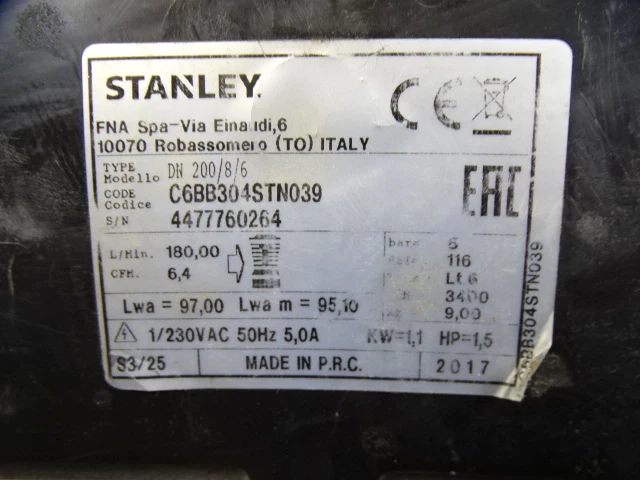 STANLEY.
CE
FNA Spa-Via Einaudi,6
10070 Robassomero (TO) ITALY
TYPE
Modello DN 200/8/6
CODE
Codice C6BB304STN039
S/N 4477760264
EAC
L/Min. 180,00
CFM. 6,4
bar
116
Lt 6
3400
9,00
Lwa = 97,00 Lwa m = 95,10
1/230VAC 50Hz 5,0A KW=1,1 HP=1,5
S3/25 MADE IN P.R.C. 2017
C6BB304STN039